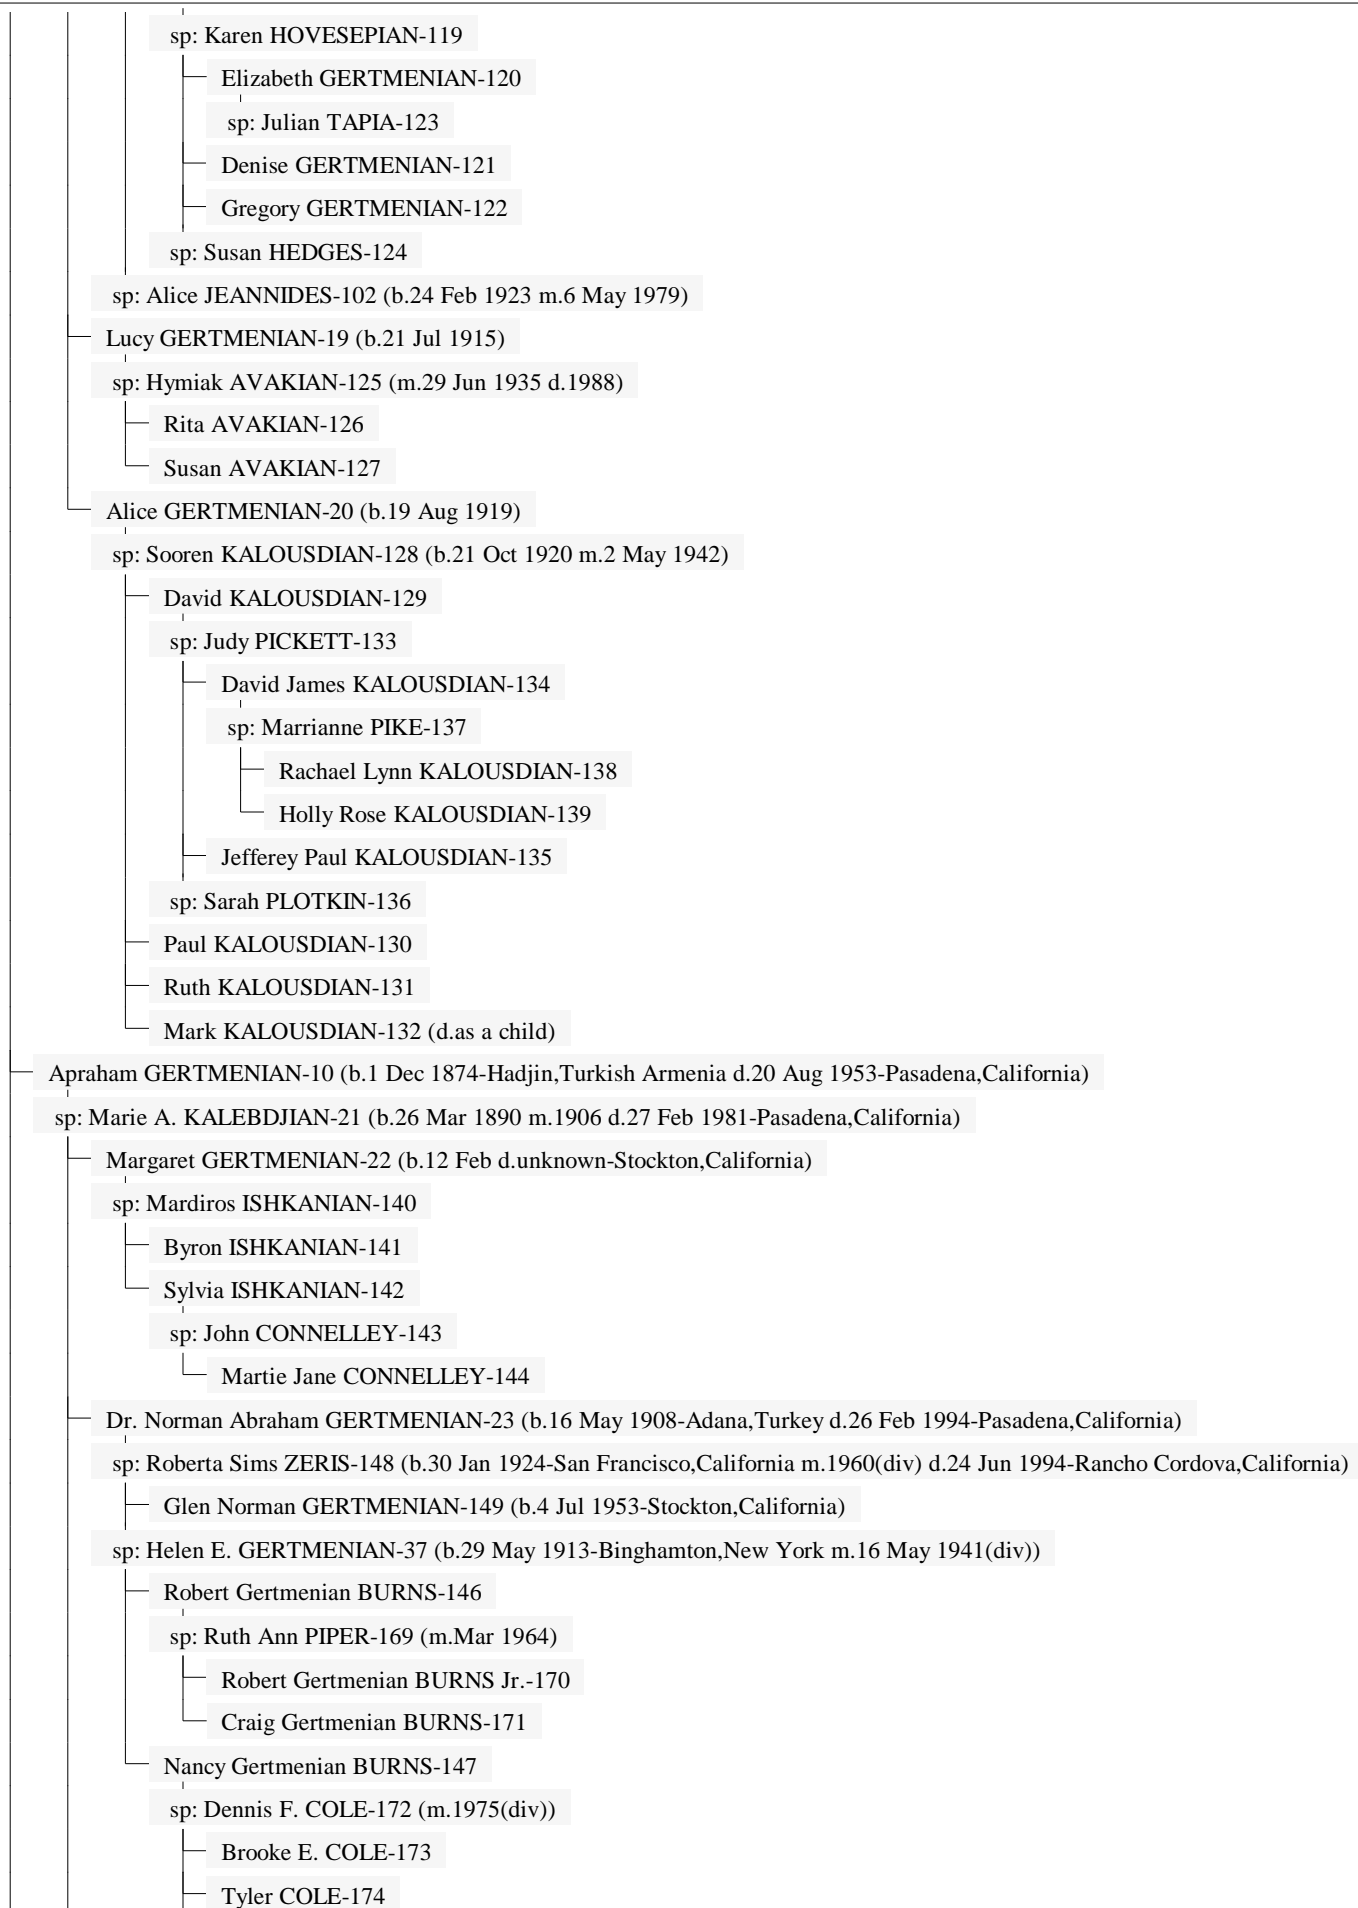 sp: Karen HOVESEPIAN-119
Elizabeth GERTMENIAN-120
sp: Julian TAPIA-123
Denise GERTMENIAN-121
Gregory GERTMENIAN-122
sp: Susan HEDGES-124
sp: Alice JEANNIDES-102 (b.24 Feb 1923 m.6 May 1979)
Lucy GERTMENIAN-19 (b.21 Jul 1915)
sp: Hymiak AVAKIAN-125 (m.29 Jun 1935 d.1988)
Rita AVAKIAN-126
Susan AVAKIAN-127
Alice GERTMENIAN-20 (b.19 Aug 1919)
sp: Sooren KALOUSDIAN-128 (b.21 Oct 1920 m.2 May 1942)
David KALOUSDIAN-129
sp: Judy PICKETT-133
David James KALOUSDIAN-134
sp: Marrianne PIKE-137
Rachael Lynn KALOUSDIAN-138
Holly Rose KALOUSDIAN-139
Jefferey Paul KALOUSDIAN-135
sp: Sarah PLOTKIN-136
Paul KALOUSDIAN-130
Ruth KALOUSDIAN-131
Mark KALOUSDIAN-132 (d.as a child)
Apraham GERTMENIAN-10 (b.1 Dec 1874-Hadjin,Turkish Armenia d.20 Aug 1953-Pasadena,California)
sp: Marie A. KALEBDJIAN-21 (b.26 Mar 1890 m.1906 d.27 Feb 1981-Pasadena,California)
Margaret GERTMENIAN-22 (b.12 Feb d.unknown-Stockton,California)
sp: Mardiros ISHKANIAN-140
Byron ISHKANIAN-141
Sylvia ISHKANIAN-142
sp: John CONNELLEY-143
Martie Jane CONNELLEY-144
Dr. Norman Abraham GERTMENIAN-23 (b.16 May 1908-Adana,Turkey d.26 Feb 1994-Pasadena,California)
sp: Roberta Sims ZERIS-148 (b.30 Jan 1924-San Francisco,California m.1960(div) d.24 Jun 1994-Rancho Cordova,California)
Glen Norman GERTMENIAN-149 (b.4 Jul 1953-Stockton,California)
sp: Helen E. GERTMENIAN-37 (b.29 May 1913-Binghamton,New York m.16 May 1941(div))
Robert Gertmenian BURNS-146
sp: Ruth Ann PIPER-169 (m.Mar 1964)
Robert Gertmenian BURNS Jr.-170
Craig Gertmenian BURNS-171
Nancy Gertmenian BURNS-147
sp: Dennis F. COLE-172 (m.1975(div))
Brooke E. COLE-173
Tyler COLE-174